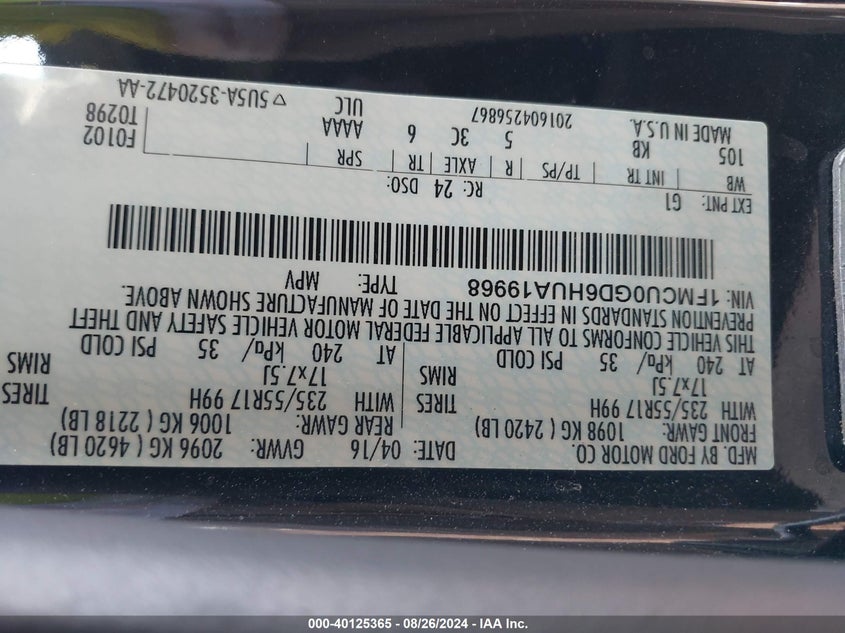 MFD. BY FORD MOTOR CO.
DATE: 04/16 GVWR: 2096 KG ( 4620 LB)
FRONT GAWR: 1098 KG ( 2420 LB) REAR GAWR: 1006 KG ( 2218 LB)
WITH 235/55R17 99H TIRES WITH 235/55R17 99H TIRES
17x7.5J RIMS 17x7.5J RIMS
AT 240 kPa/ 35 PSI COLD AT 240 kPa/ 35 PSI COLD
THIS VEHICLE CONFORMS TO ALL APPLICABLE FEDERAL MOTOR VEHICLE SAFETY AND THEFT
PREVENTION STANDARDS IN EFFECT ON THE DATE OF MANUFACTURE SHOWN ABOVE.
VIN: 1FMCU0GD6HUA19968 TYPE: MPV
EXT PNT: G1 RC: 24 DSO:
WB INT TR TP/PS R AXLE TR SPR F0102
105 KB 5 3C 6 AAAA T0298
MADE IN U.S.A. 201604256867 ULC ▽ 5U5A-3520472-AA
000-40125365 - 08/26/2024 - IAA Inc.